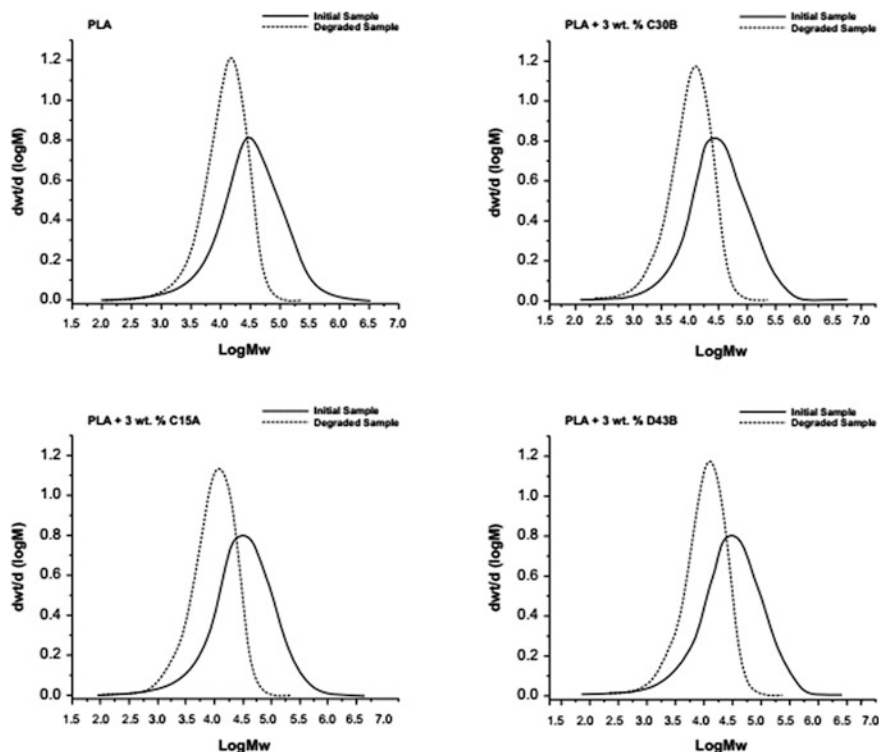 PLA
Initial Sample
Degraded Sample
dwt/d (logM)
1.2
1.0
0.8
0.6
0.4
0.2
0.0
1.5 2.0 2.5 3.0 3.5 4.0 4.5 5.0 5.5 6.0 6.5 7.0
LogMw
PLA + 3 wt. % C30B
Initial Sample
Degraded Sample
dwt/d (logM)
1.2
1.0
0.8
0.6
0.4
0.2
0.0
1.5 2.0 2.5 3.0 3.5 4.0 4.5 5.0 5.5 6.0 6.5 7.0
LogMw
PLA + 3 wt. % C15A
Initial Sample
Degraded Sample
dwt/d (logM)
1.2
1.0
0.8
0.6
0.4
0.2
0.0
1.5 2.0 2.5 3.0 3.5 4.0 4.5 5.0 5.5 6.0 6.5 7.0
LogMw
PLA + 3 wt. % D43B
Initial Sample
Degraded Sample
dwt/d (logM)
1.2
1.0
0.8
0.6
0.4
0.2
0.0
1.5 2.0 2.5 3.0 3.5 4.0 4.5 5.0 5.5 6.0 6.5 7.0
LogMw